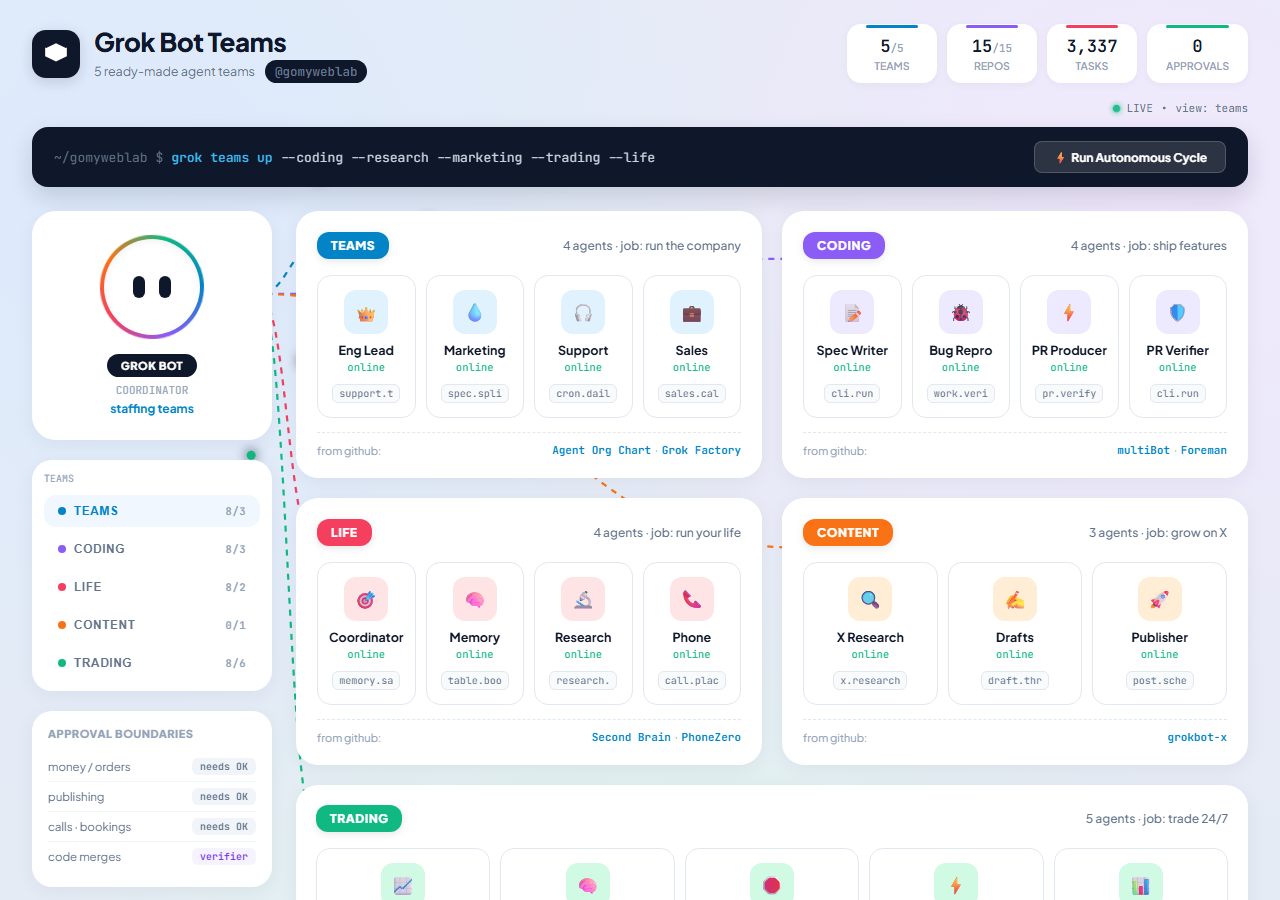 Grok Bot Teams
5 ready-made agent teams @gomyweblab
5/5
TEAMS
15/15
REPOS
3,337
TASKS
0
APPROVALS
LIVE • view: teams
~/gomyweblab $ grok teams up --coding --research --marketing --trading --life
Run Autonomous Cycle
GROK BOT
COORDINATOR
staffing teams
TEAMS
TEAMS 8/3
CODING 8/3
LIFE 8/2
CONTENT 0/1
TRADING 8/6
APPROVAL BOUNDARIES
money / orders needs OK
publishing needs OK
calls · bookings needs OK
code merges verifier
TEAMS 4 agents · job: run the company
Eng Lead Marketing Support Sales
online online online online
support.t spec.spli cron.dail sales.cal
from github: Agent Org Chart · Grok Factory
CODING 4 agents · job: ship features
Spec Writer Bug Repro PR Producer PR Verifier
online online online online
cli.run work.veri pr.verify cli.run
from github: multiBot · Foreman
LIFE 4 agents · job: run your life
Coordinator Memory Research Phone
online online online online
memory.sa table.boo research. call.plac
from github: Second Brain · PhoneZero
CONTENT 3 agents · job: grow on X
X Research Drafts Publisher
online online online
x.research draft.thr post.sche
from github: grokbot-x
TRADING 5 agents · job: trade 24/7